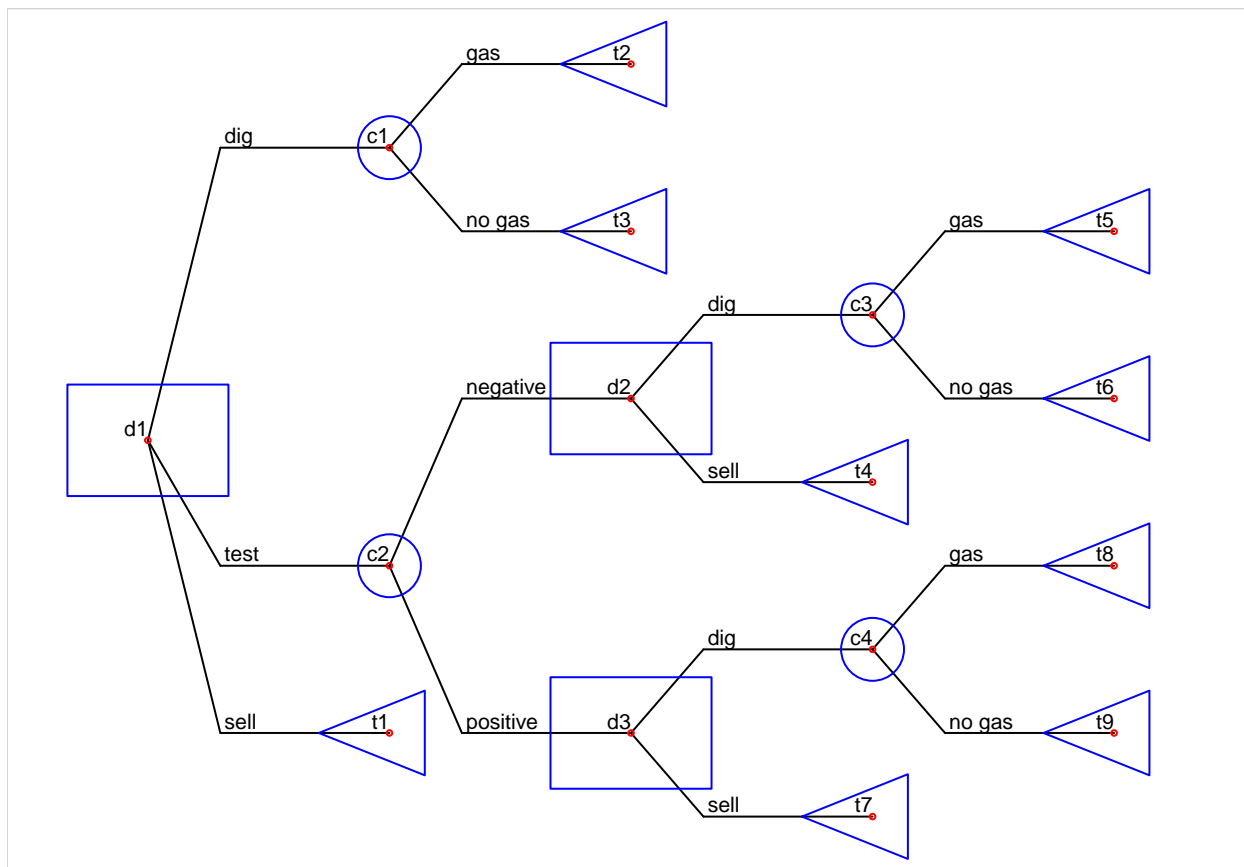 gas
t2
dig
c1
no gas
t3
gas
t5
dig
c3
negative
d2
no gas
t6
d1
sell
t4
test
c2
gas
t8
dig
c4
sell
t1
positive
d3
no gas
t9
sell
t7